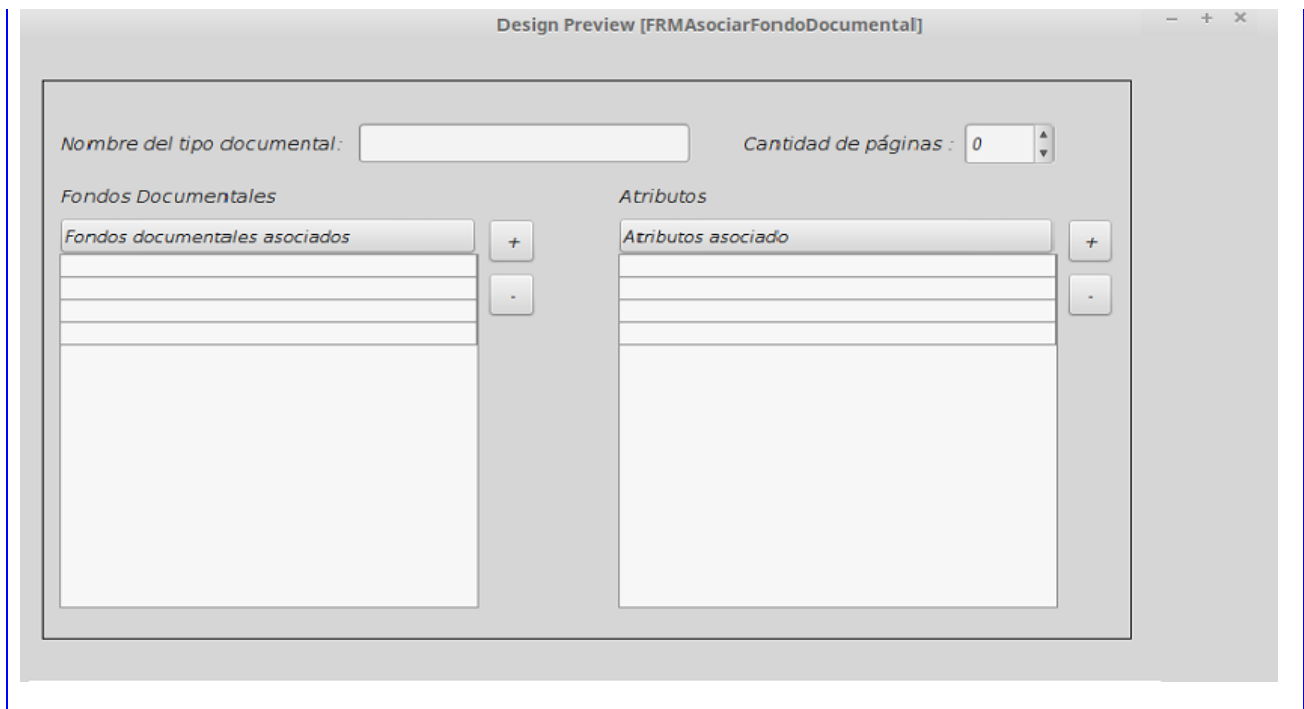 Design Preview [FRMAsociarFondoDocumental]
Nombre del tipo documental:
Cantidad de páginas : 0
Fondos Documentales
Atributos
Fondos documentales asociados +
Atributos asociado +
-
-